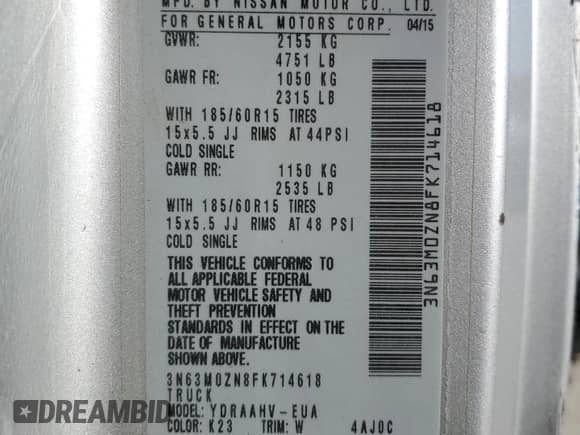 MFD. BY NISSAN MOTOR CO., LTD.
FOR GENERAL MOTORS CORP. 04/15
GVWR: 2155 KG
4751 LB
GAWR FR: 1050 KG
2315 LB
WITH 185/60R15 TIRES
15x5.5 JJ RIMS AT 44PSI
COLD SINGLE
GAWR RR: 1150 KG
2535 LB
WITH 185/60R15 TIRES
15x5.5 JJ RIMS AT 48 PSI
COLD SINGLE
THIS VEHICLE CONFORMS TO
ALL APPLICABLE FEDERAL
MOTOR VEHICLE SAFETY AND
THEFT PREVENTION
STANDARDS IN EFFECT ON THE
DATE OF MANUFACTURE
SHOWN ABOVE.
3N63M0ZN8FK714618
TRUCK
MODEL: YDRAAHV-EUA
COLOR: K23 TRIM: W 4AJ0C
3N63M0ZN8FK714618
BidHistory.org